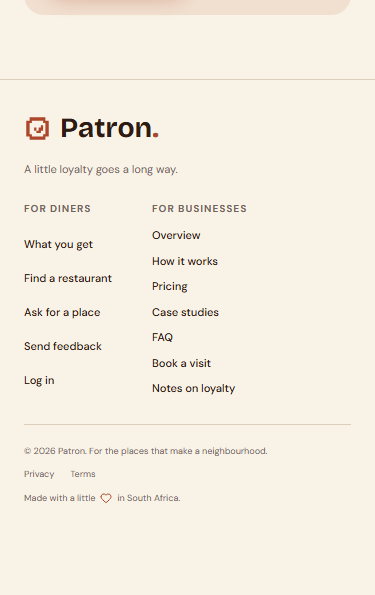 Patron.
A little loyalty goes a long way.
FOR DINERS
What you get
Find a restaurant
Ask for a place
Send feedback
Log in
FOR BUSINESSES
Overview
How it works
Pricing
Case studies
FAQ
Book a visit
Notes on loyalty
© 2026 Patron. For the places that make a neighbourhood.
Privacy Terms
Made with a little in South Africa.